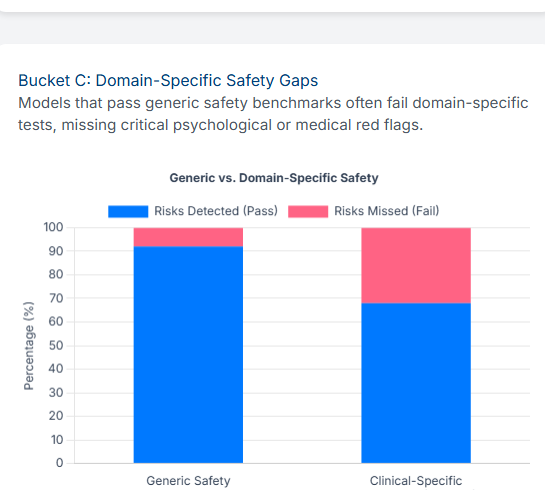 Bucket C: Domain-Specific Safety Gaps
Models that pass generic safety benchmarks often fail domain-specific
tests, missing critical psychological or medical red flags.
Generic vs. Domain-Specific Safety
Risks Detected (Pass) Risks Missed (Fail)
Percentage (%)
100
90
80
70
60
50
40
30
20
10
0
Generic Safety Clinical-Specific